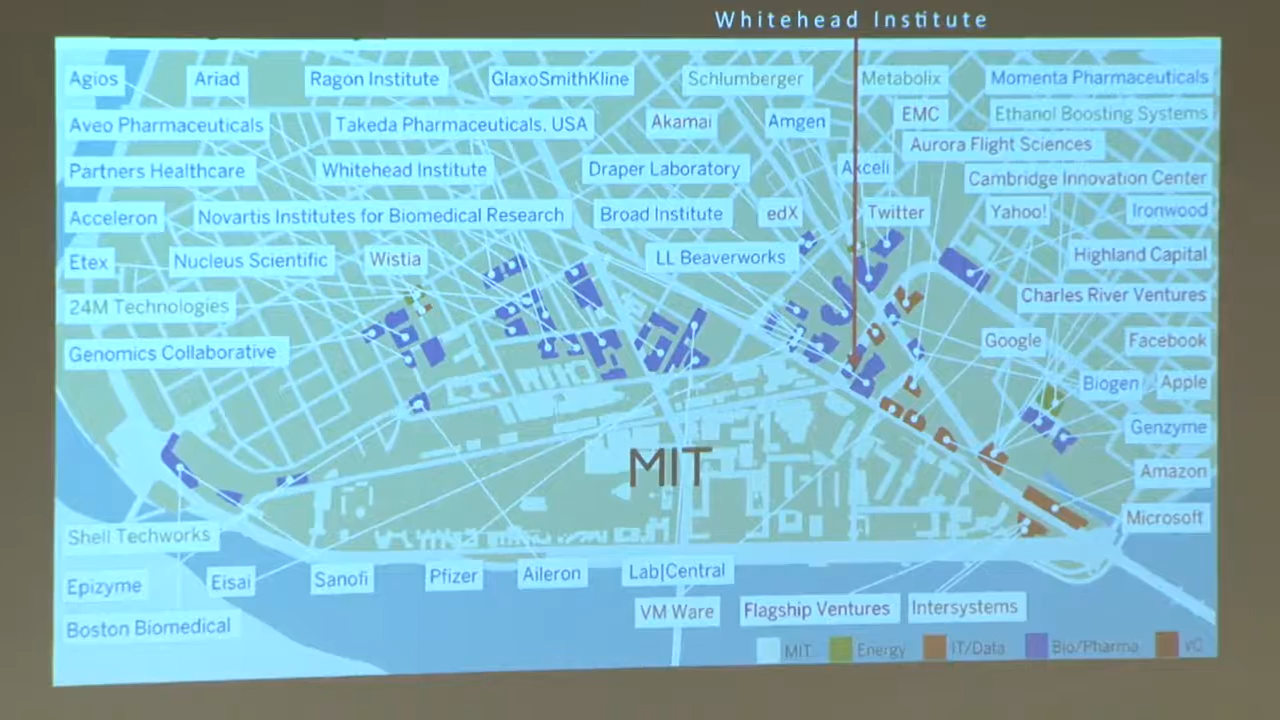 Whitehead Institute
Agios
Ariad
Ragon Institute
GlaxoSmithKline
Schlumberger
Metabolix
Momenta Pharmaceuticals
Aveo Pharmaceuticals
Takeda Pharmaceuticals. USA
Akamai
Amgen
EMC
Ethanol Boosting Systems
Aurora Flight Sciences
Partners Healthcare
Whitehead Institute
Draper Laboratory
Axceli
Cambridge Innovation Center
Acceleron
Novartis Institutes for Biomedical Research
Broad Institute
edX
Twitter
Yahoo!
Ironwood
Etex
Nucleus Scientific
Wistia
LL Beaverworks
Highland Capital
24M Technologies
Charles River Ventures
Genomics Collaborative
Google
Facebook
Biogen
Apple
Genzyme
MIT
Amazon
Microsoft
Shell Techworks
Epizyme
Eisai
Sanofi
Pfizer
Aileron
Lab|Central
Boston Biomedical
VM Ware
Flagship Ventures
Intersystems
MIT
Energy
IT/Data
Bio/Pharma
VC